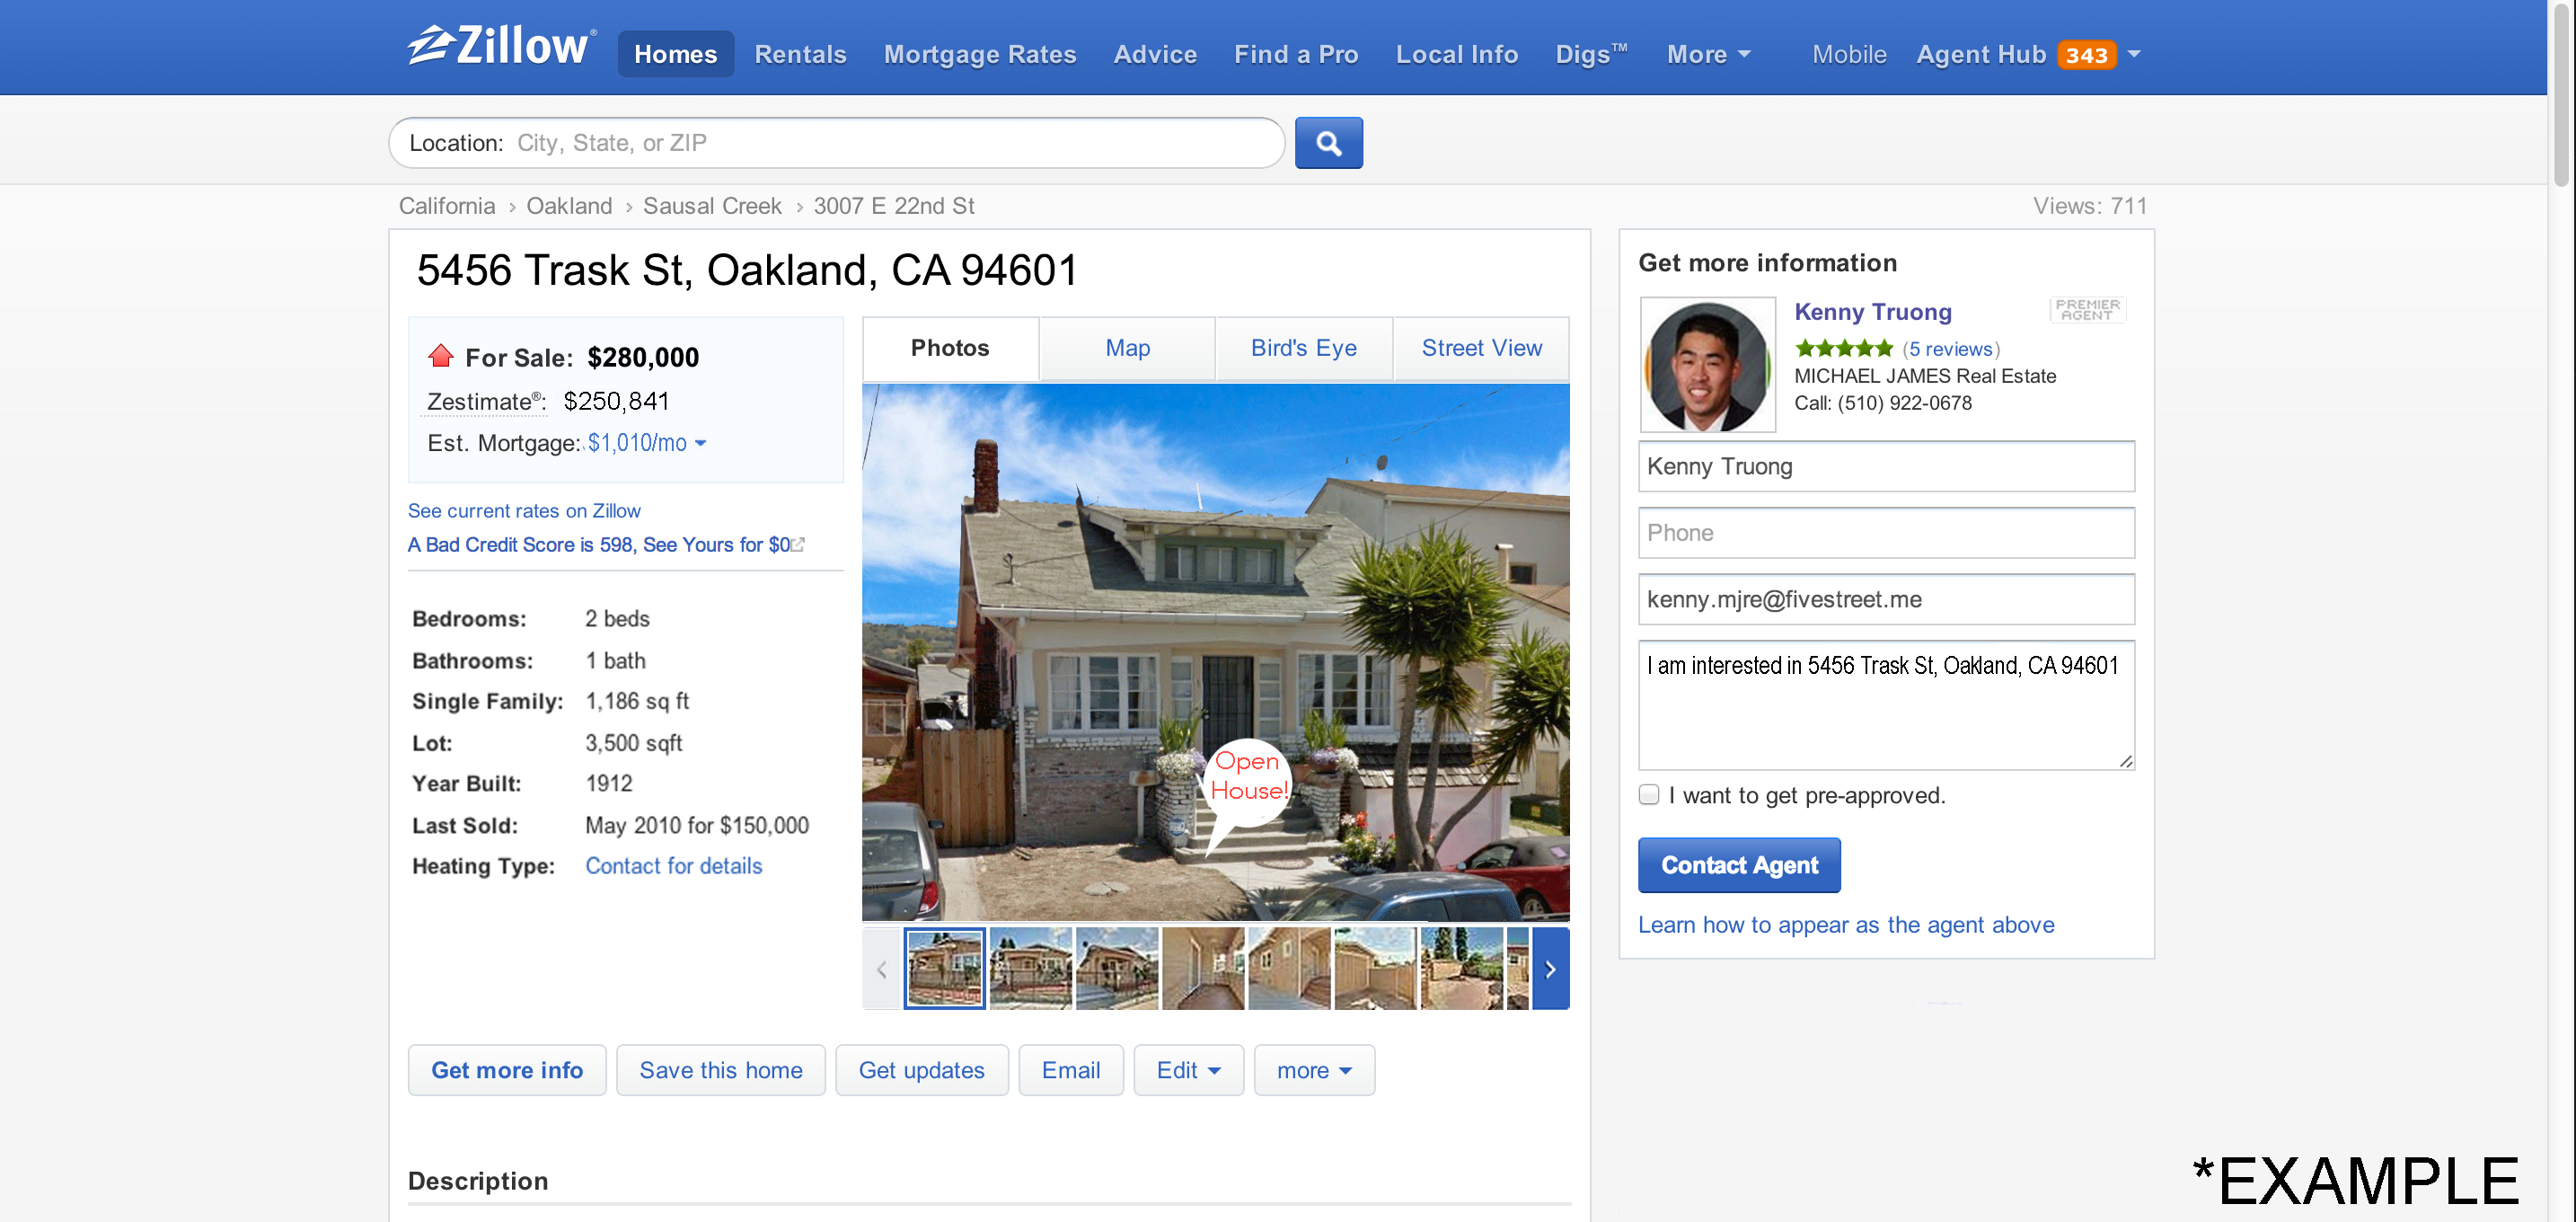 Zillow®
Homes
Rentals
Mortgage Rates
Advice
Find a Pro
Local Info
Digs™
More
Mobile
Agent Hub 343
Location: City, State, or ZIP
California › Oakland › Sausal Creek › 3007 E 22nd St
Views: 711
5456 Trask St, Oakland, CA 94601
For Sale: $280,000
Zestimate®: $250,841
Est. Mortgage: $1,010/mo
See current rates on Zillow
A Bad Credit Score is 598, See Yours for $0
Bedrooms: 2 beds
Bathrooms: 1 bath
Single Family: 1,186 sq ft
Lot: 3,500 sqft
Year Built: 1912
Last Sold: May 2010 for $150,000
Heating Type: Contact for details
Photos
Map
Bird's Eye
Street View
Open
House!
Get more info
Save this home
Get updates
Email
Edit
more
Description
Get more information
Kenny Truong
PREMIER
AGENT
(5 reviews)
MICHAEL JAMES Real Estate
Call: (510) 922-0678
Kenny Truong
Phone
kenny.mjre@fivestreet.me
I am interested in 5456 Trask St, Oakland, CA 94601
I want to get pre-approved.
Contact Agent
Learn how to appear as the agent above
*EXAMPLE